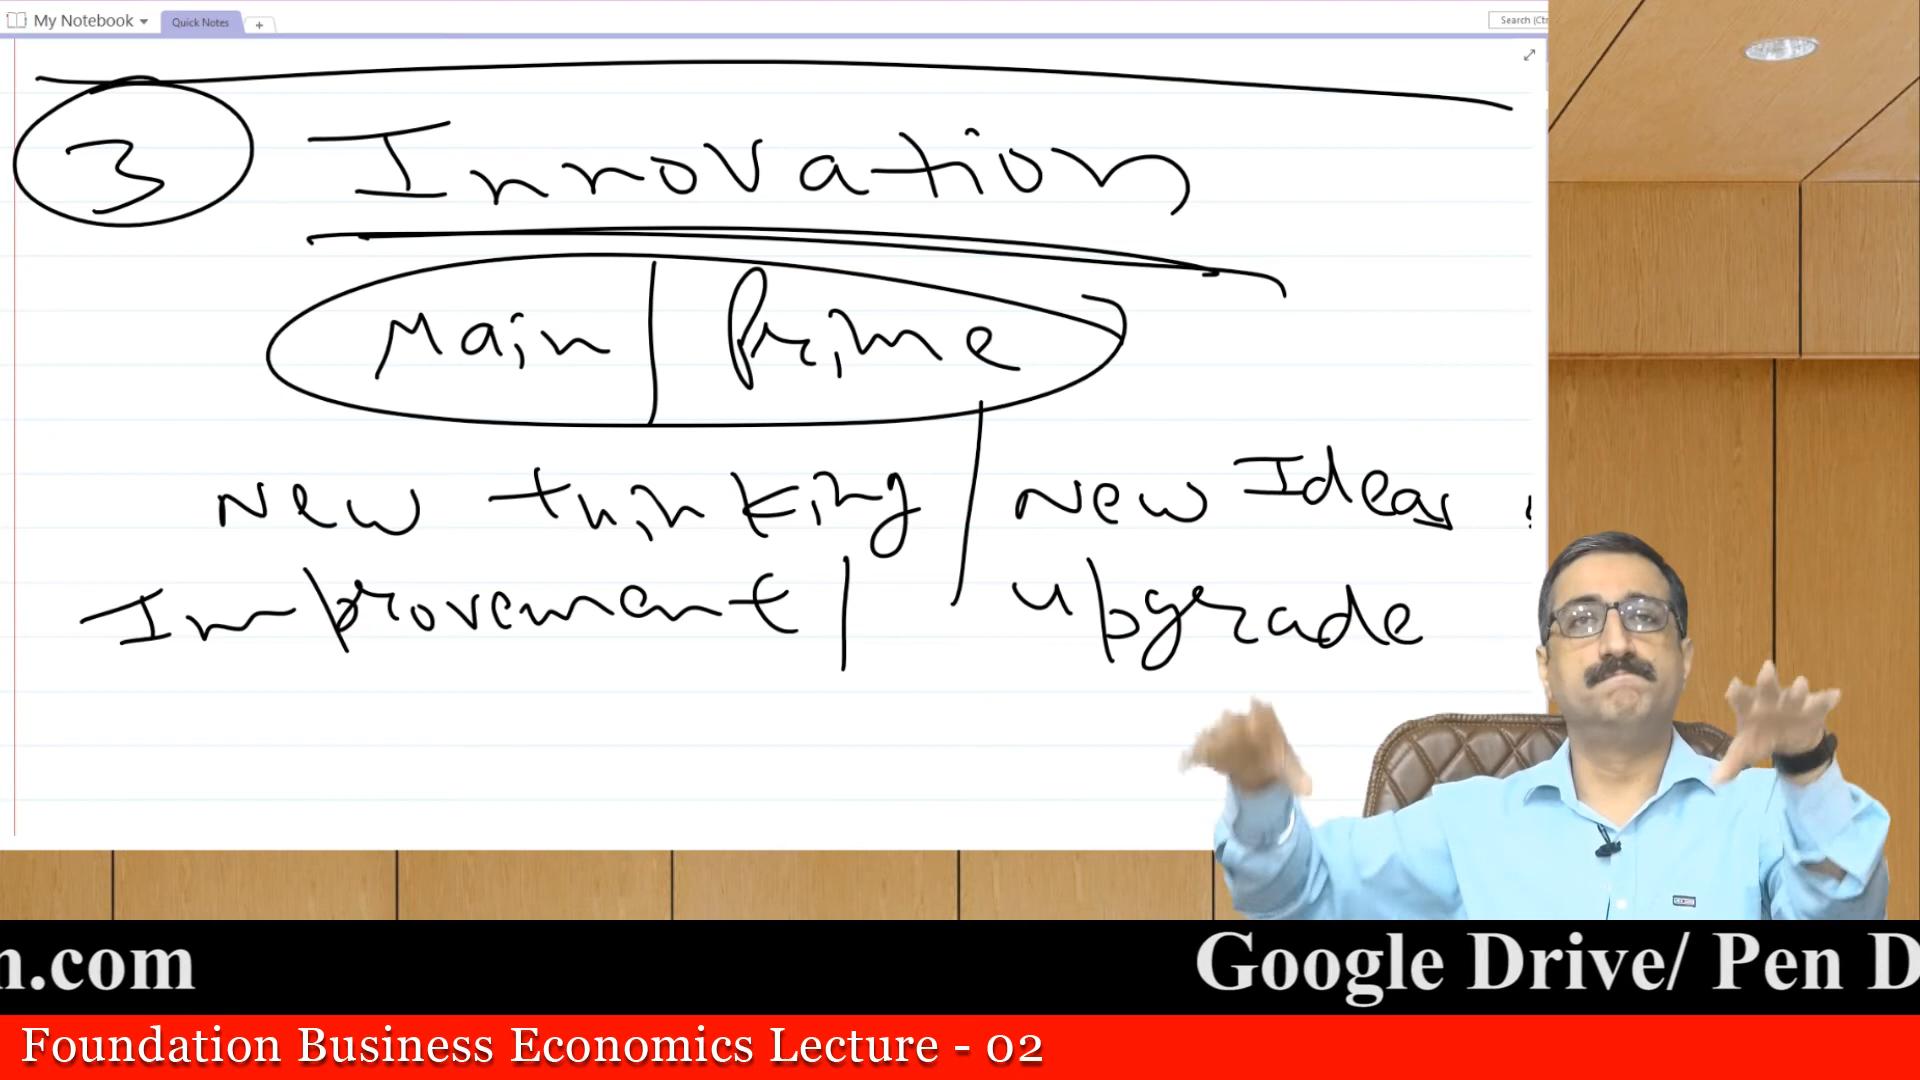 My Notebook
Quick Notes
+
Search (Ctr
3 Innovation
Main | Prime
New thinking / New Ideas
Improvement | upgrade
n.com Google Drive/ Pen D
Foundation Business Economics Lecture - 02